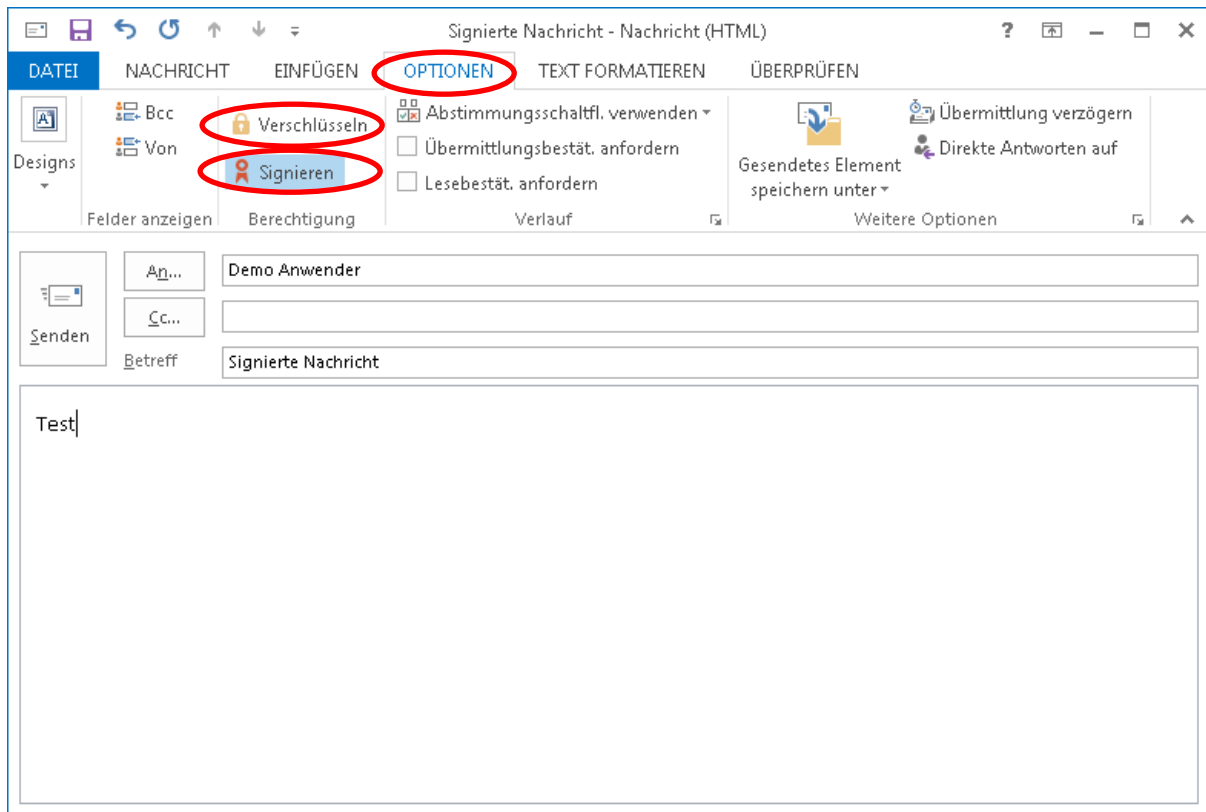 Signierte Nachricht - Nachricht (HTML)
?
DATEI NACHRICHT EINFÜGEN OPTIONEN TEXT FORMATIEREN ÜBERPRÜFEN
Designs
Bcc
Von
Felder anzeigen
Verschlüsseln
Signieren
Berechtigung
Abstimmungsschaltfl. verwenden
Übermittlungsbestät. anfordern
Lesebestät. anfordern
Verlauf
Gesendetes Element
speichern unter
Übermittlung verzögern
Direkte Antworten auf
Weitere Optionen
Senden
An... Demo Anwender
Cc...
Betreff Signierte Nachricht
Test